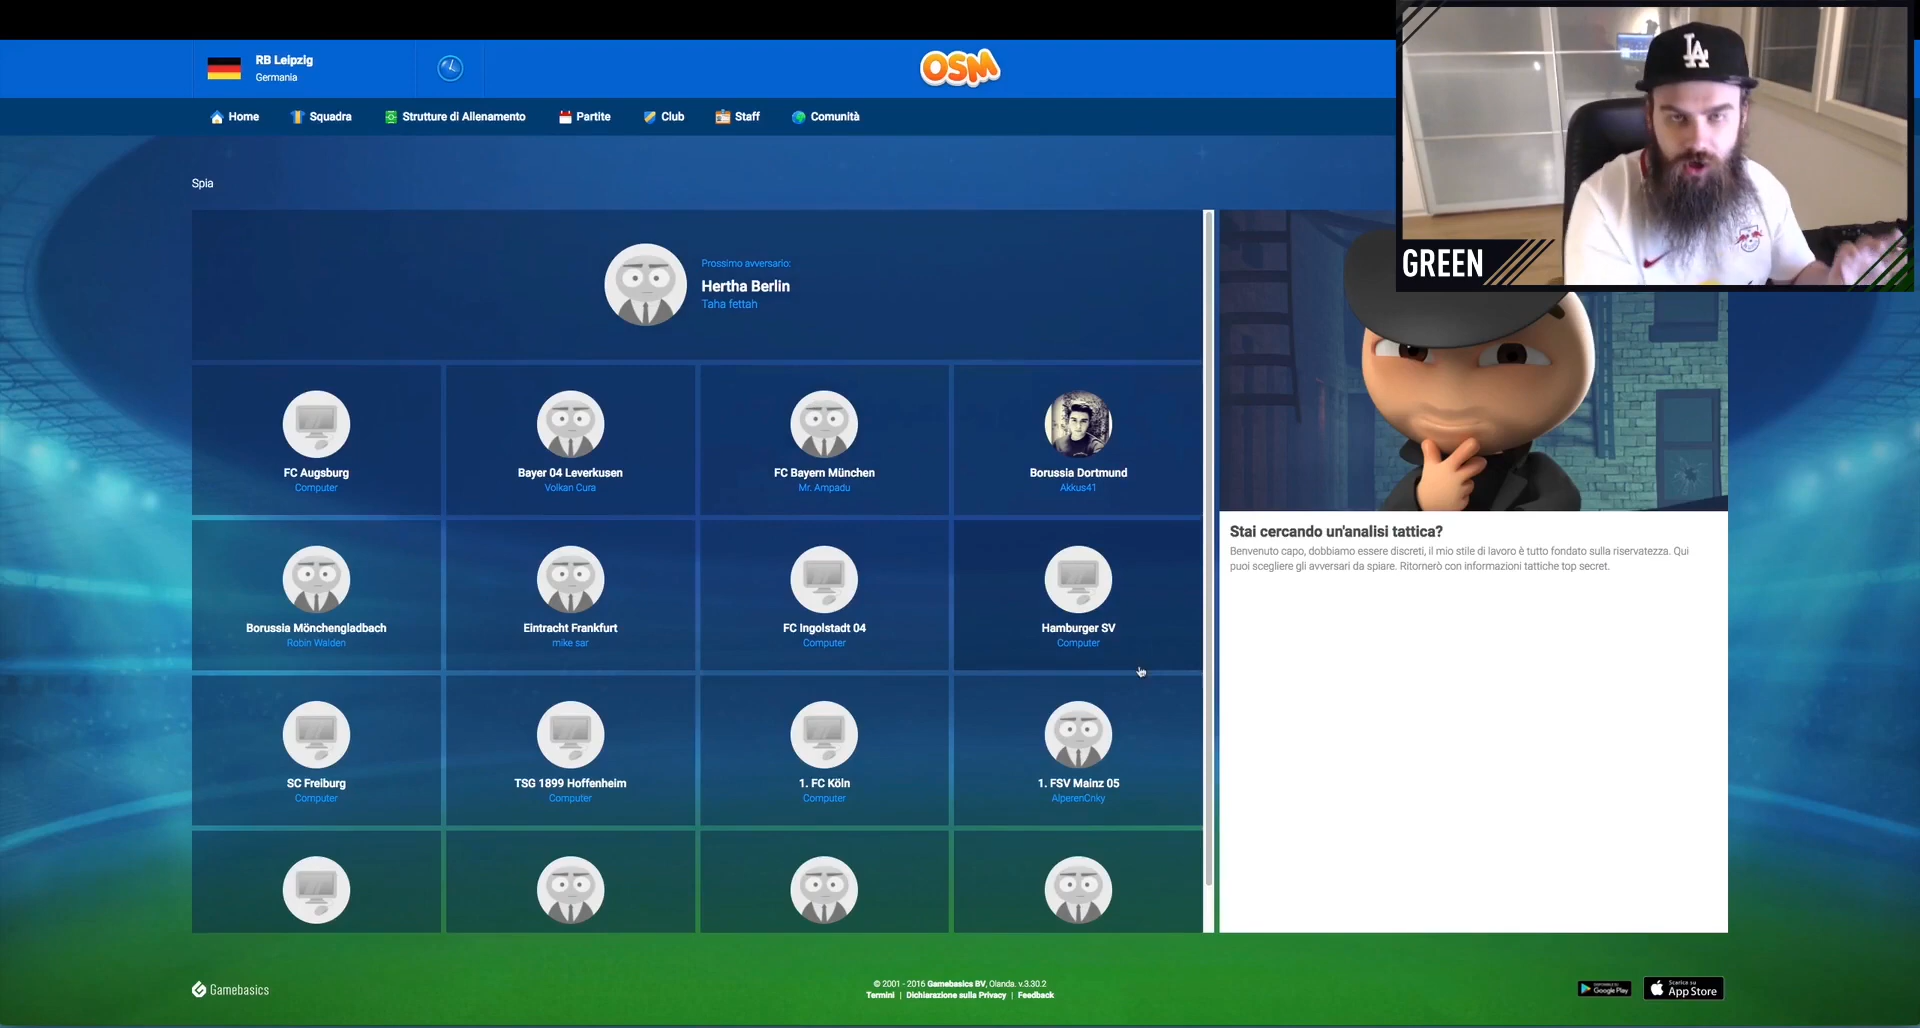 RB Leipzig
Germania
OSM
LA
Home
Squadra
Strutture di Allenamento
Partite
Club
Staff
Comunità
GREEN
Spia
Prossimo avversario:
Hertha Berlin
Taha fettah
FC Augsburg
Computer
Bayer 04 Leverkusen
Volkan Cura
FC Bayern München
Mr. Ampadu
Borussia Dortmund
Akkus41
Borussia Mönchengladbach
Robin Walden
Eintracht Frankfurt
mike sar
FC Ingolstadt 04
Computer
Hamburger SV
Computer
SC Freiburg
Computer
TSG 1899 Hoffenheim
Computer
1. FC Köln
Computer
1. FSV Mainz 05
AlperenCnky
Stai cercando un'analisi tattica?
Benvenuto capo, dobbiamo essere discreti, il mio stile di lavoro è tutto fondato sulla riservatezza. Qui
puoi scegliere gli avversari da spiare. Ritornerò con informazioni tattiche top secret.
Gamebasics
© 2001 - 2016 Gamebasics BV, Olanda. v.3.30.2
Termini | Dichiarazione sulla Privacy | Feedback
Google Play
Scarica su
App Store